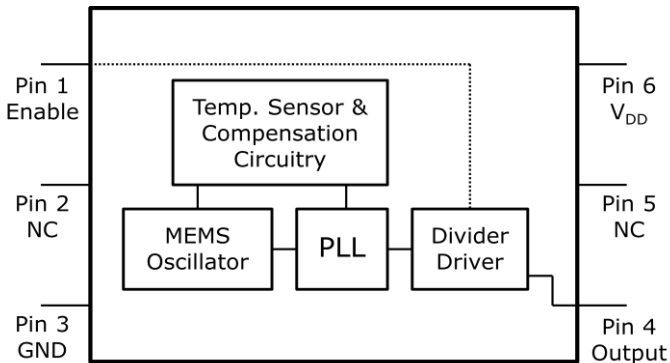 Pin 1
Enable
Pin 2
NC
Pin 3
GND
Temp. Sensor &
Compensation
Circuitry
MEMS
Oscillator
PLL
Divider
Driver
Pin 6
V_DD
Pin 5
NC
Pin 4
Output